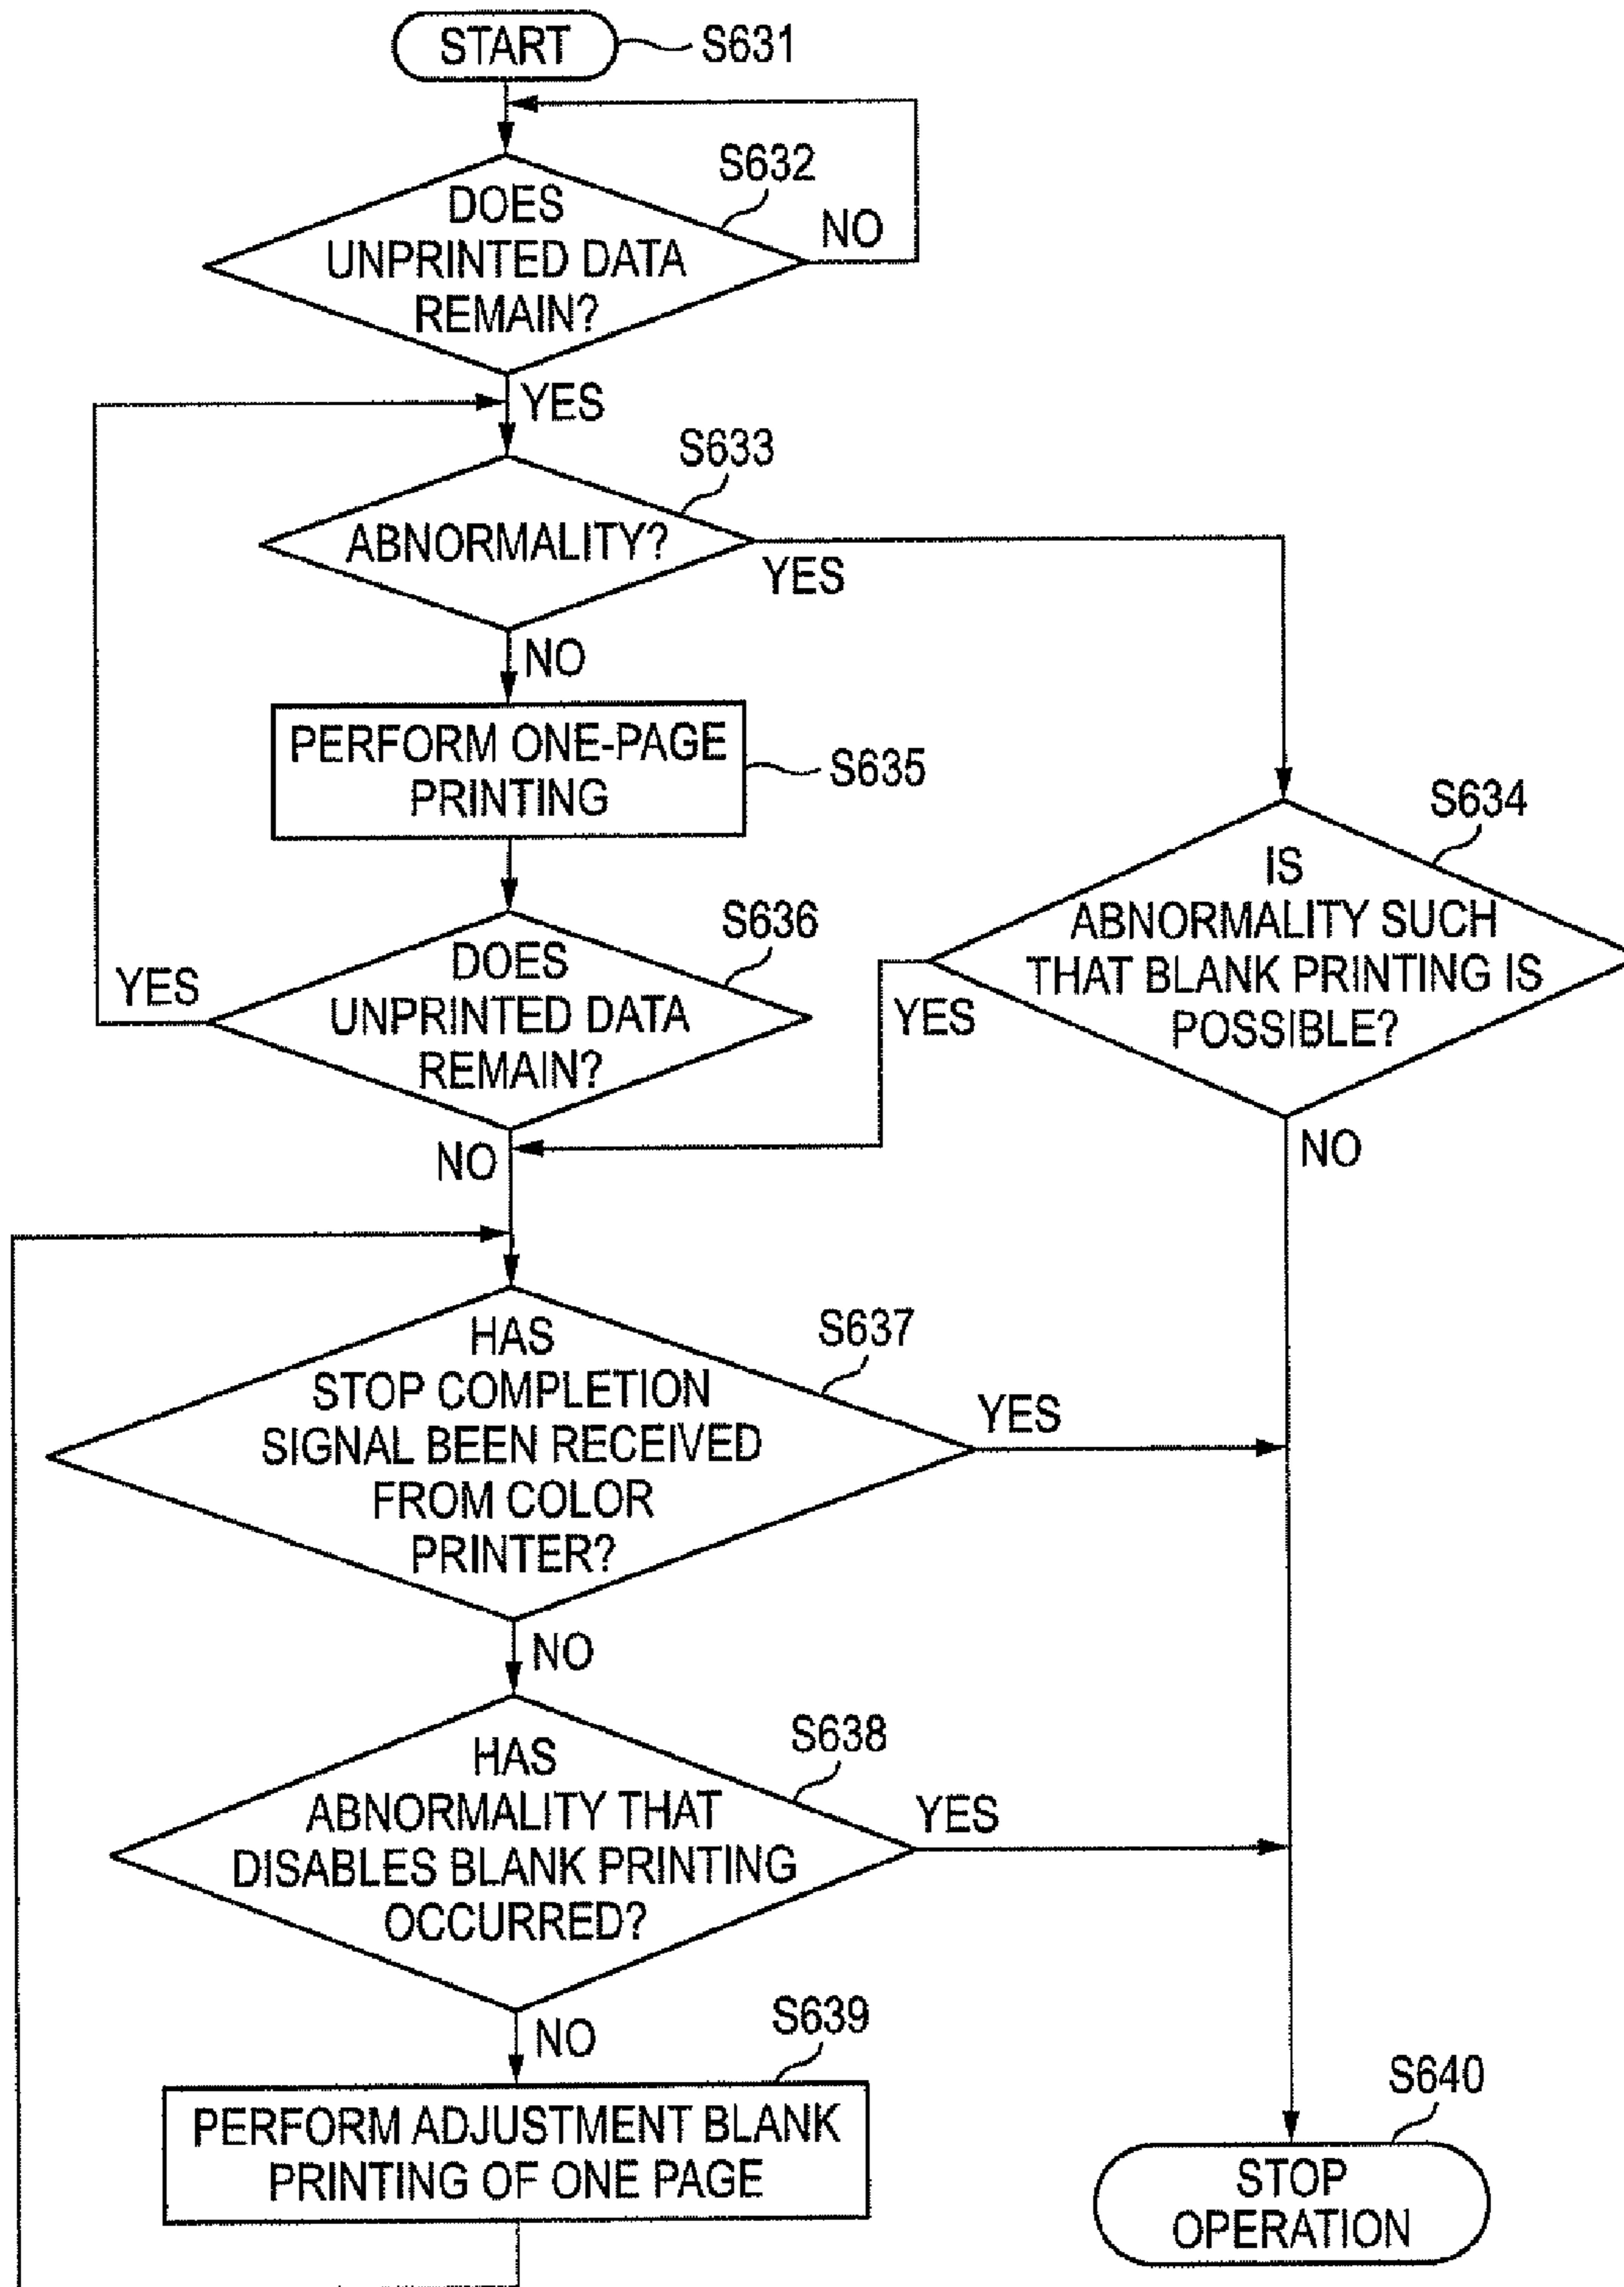 START
S631
S632
DOES
UNPRINTED DATA
REMAIN?
NO
YES
S633
ABNORMALITY?
YES
NO
PERFORM ONE-PAGE
PRINTING
S635
S634
IS
ABNORMALITY SUCH
THAT BLANK PRINTING IS
POSSIBLE?
YES
NO
S636
DOES
UNPRINTED DATA
REMAIN?
YES
NO
S637
HAS
STOP COMPLETION
SIGNAL BEEN RECEIVED
FROM COLOR
PRINTER?
YES
NO
S638
HAS
ABNORMALITY THAT
DISABLES BLANK PRINTING
OCCURRED?
YES
NO
S639
PERFORM ADJUSTMENT BLANK
PRINTING OF ONE PAGE
S640
STOP
OPERATION